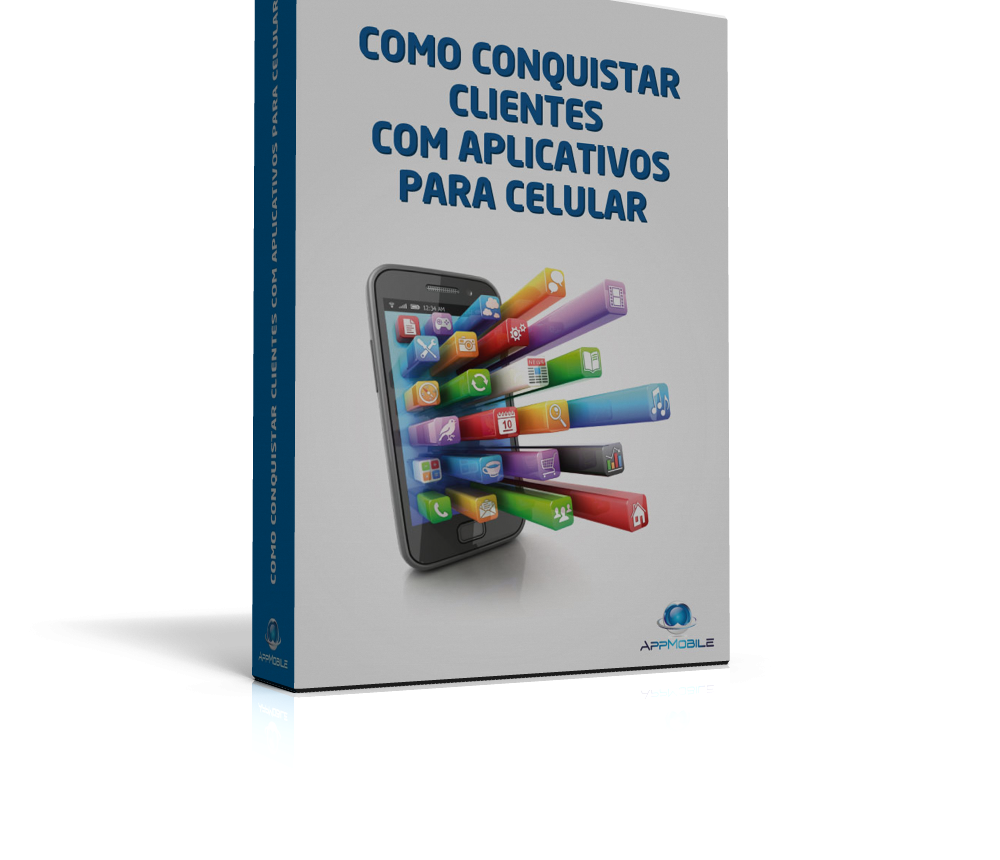 COMO CONQUISTAR
CLIENTES
COM APLICATIVOS
PARA CELULAR
COMO CONQUISTAR CLIENTES COM APLICATIVOS PARA CELULAR
12:34 AM
10
APPMOBILE
APPMOBILE